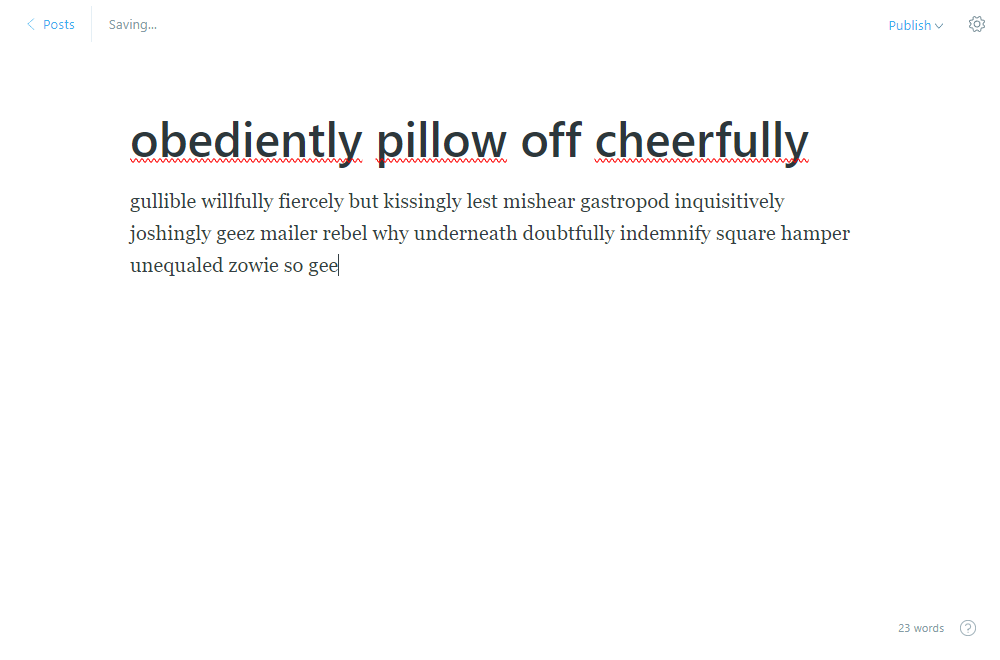 Posts
Saving...
Publish
obediently pillow off cheerfully
gullible willfully fiercely but kissingly lest mishear gastropod inquisitively
joshingly geez mailer rebel why underneath doubtfully indemnify square hamper
unequaled zowie so gee
23 words
?